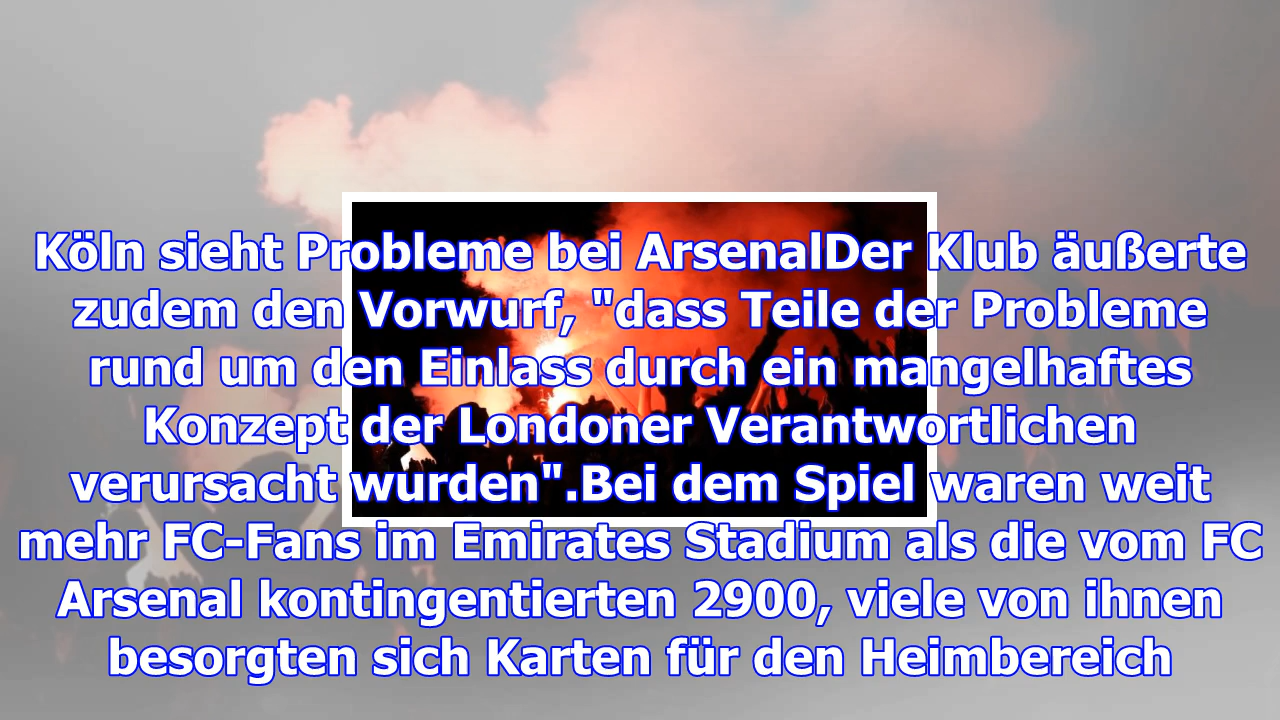 Köln sieht Probleme bei ArsenalDer Klub äußerte
zudem den Vorwurf, "dass Teile der Probleme
rund um den Einlass durch ein mangelhaftes
Konzept der Londoner Verantwortlichen
verursacht wurden".Bei dem Spiel waren weit
mehr FC-Fans im Emirates Stadium als die vom FC
Arsenal kontingentierten 2900, viele von ihnen
besorgten sich Karten für den Heimbereich